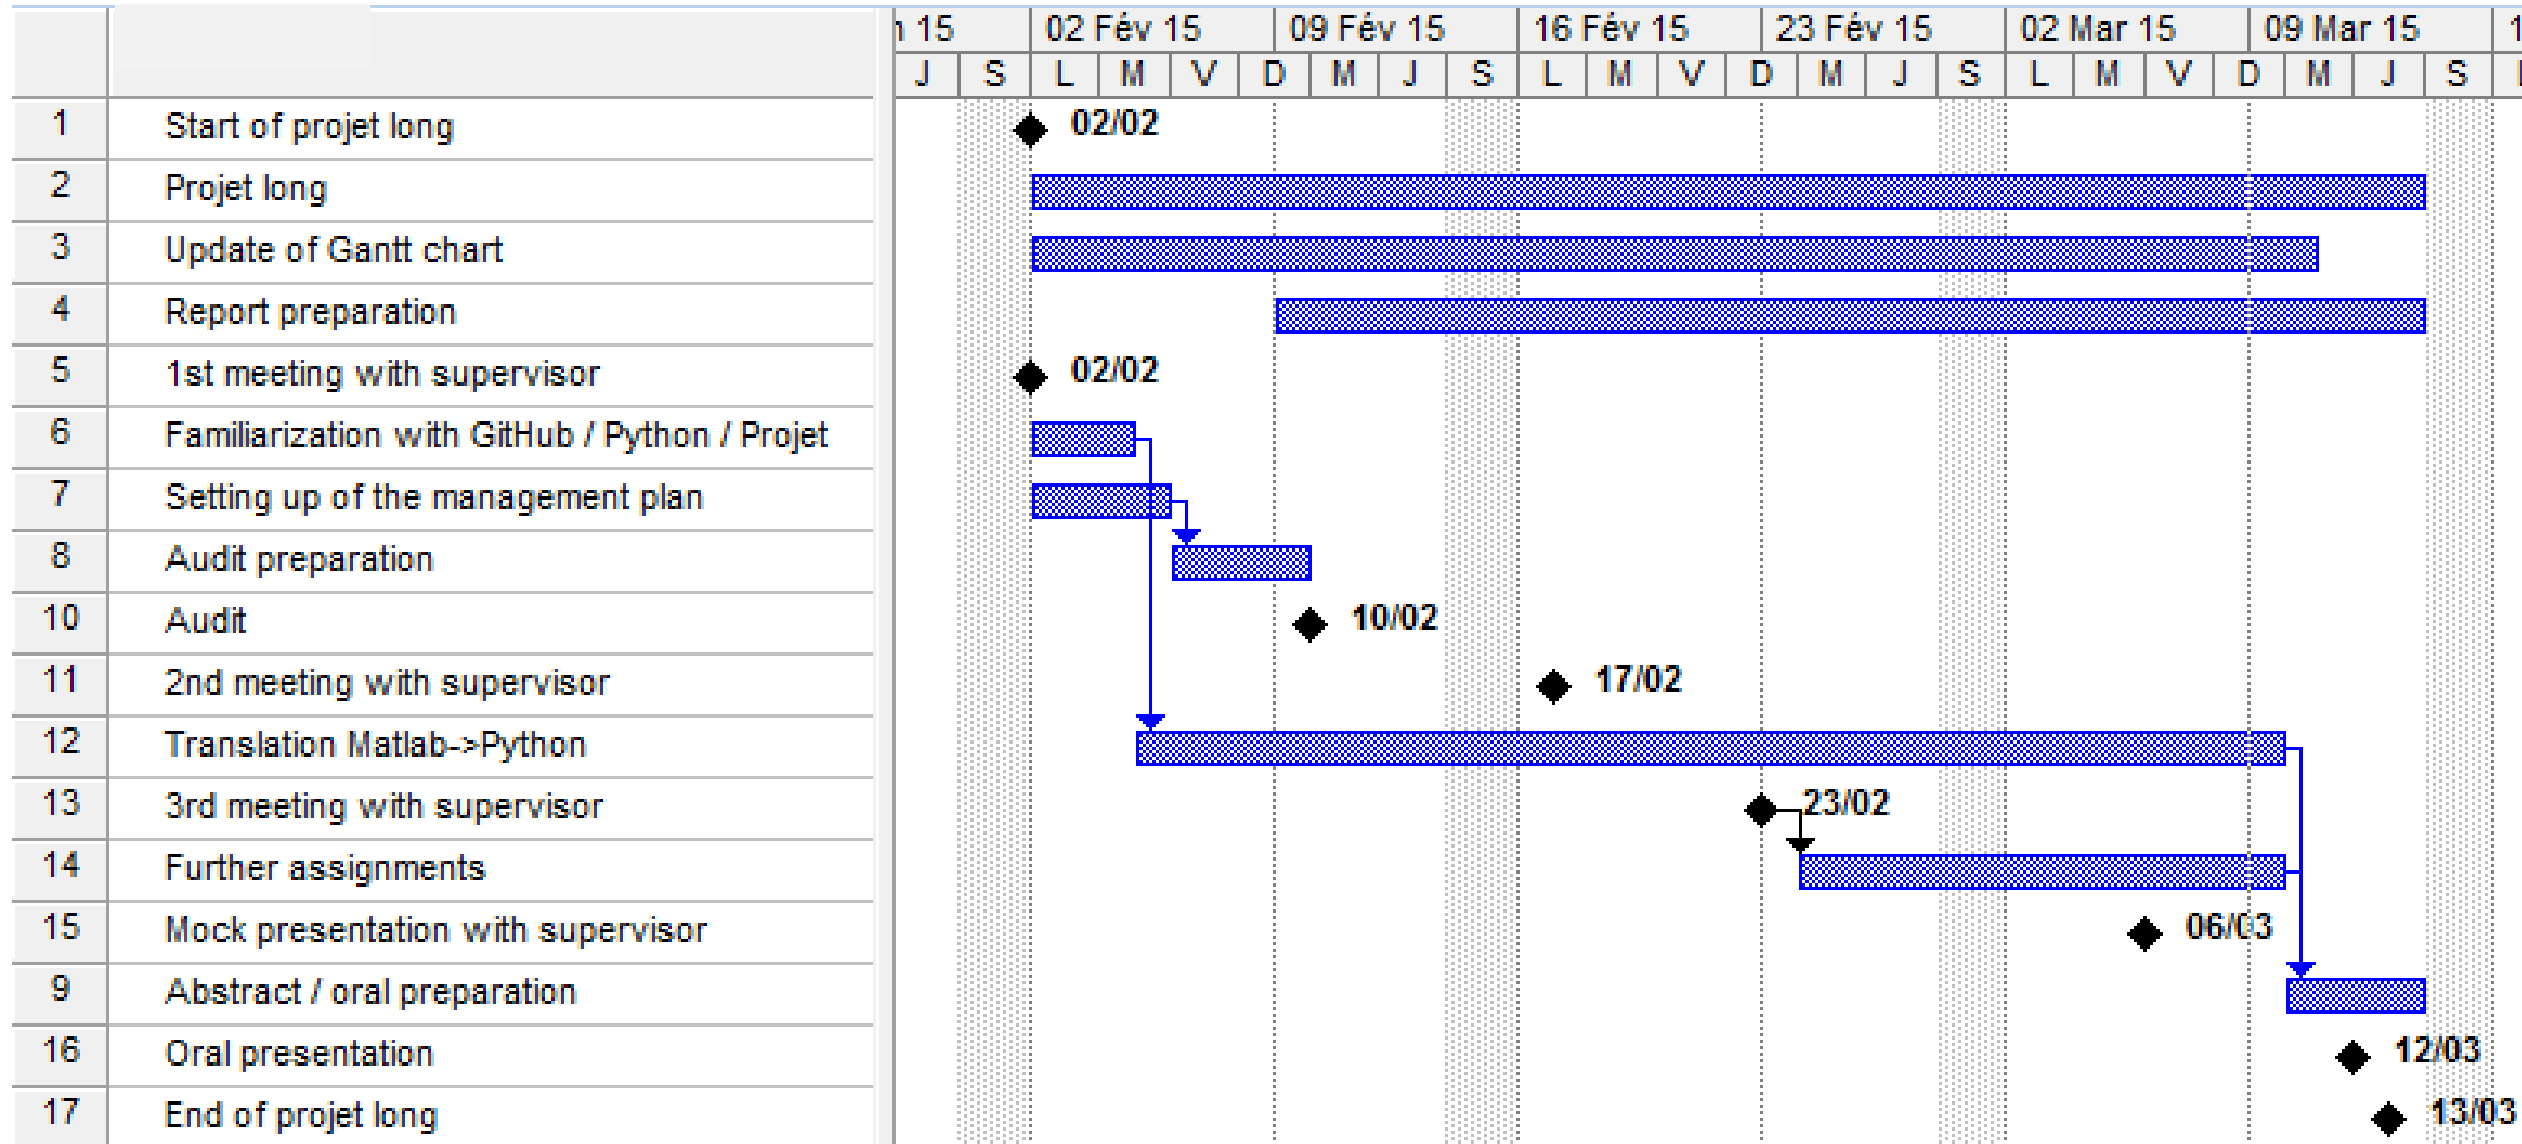 n 15 02 Fév 15 09 Fév 15 16 Fév 15 23 Fév 15 02 Mar 15 09 Mar 15 1
J S L M V D M J S L M V D M J S L M V D M J S L
1 Start of projet long 02/02
2 Projet long
3 Update of Gantt chart
4 Report preparation
5 1st meeting with supervisor 02/02
6 Familiarization with GitHub / Python / Projet
7 Setting up of the management plan
8 Audit preparation
10 Audit 10/02
11 2nd meeting with supervisor 17/02
12 Translation Matlab->Python
13 3rd meeting with supervisor 23/02
14 Further assignments
15 Mock presentation with supervisor 06/03
9 Abstract / oral preparation
16 Oral presentation 12/03
17 End of projet long 13/03